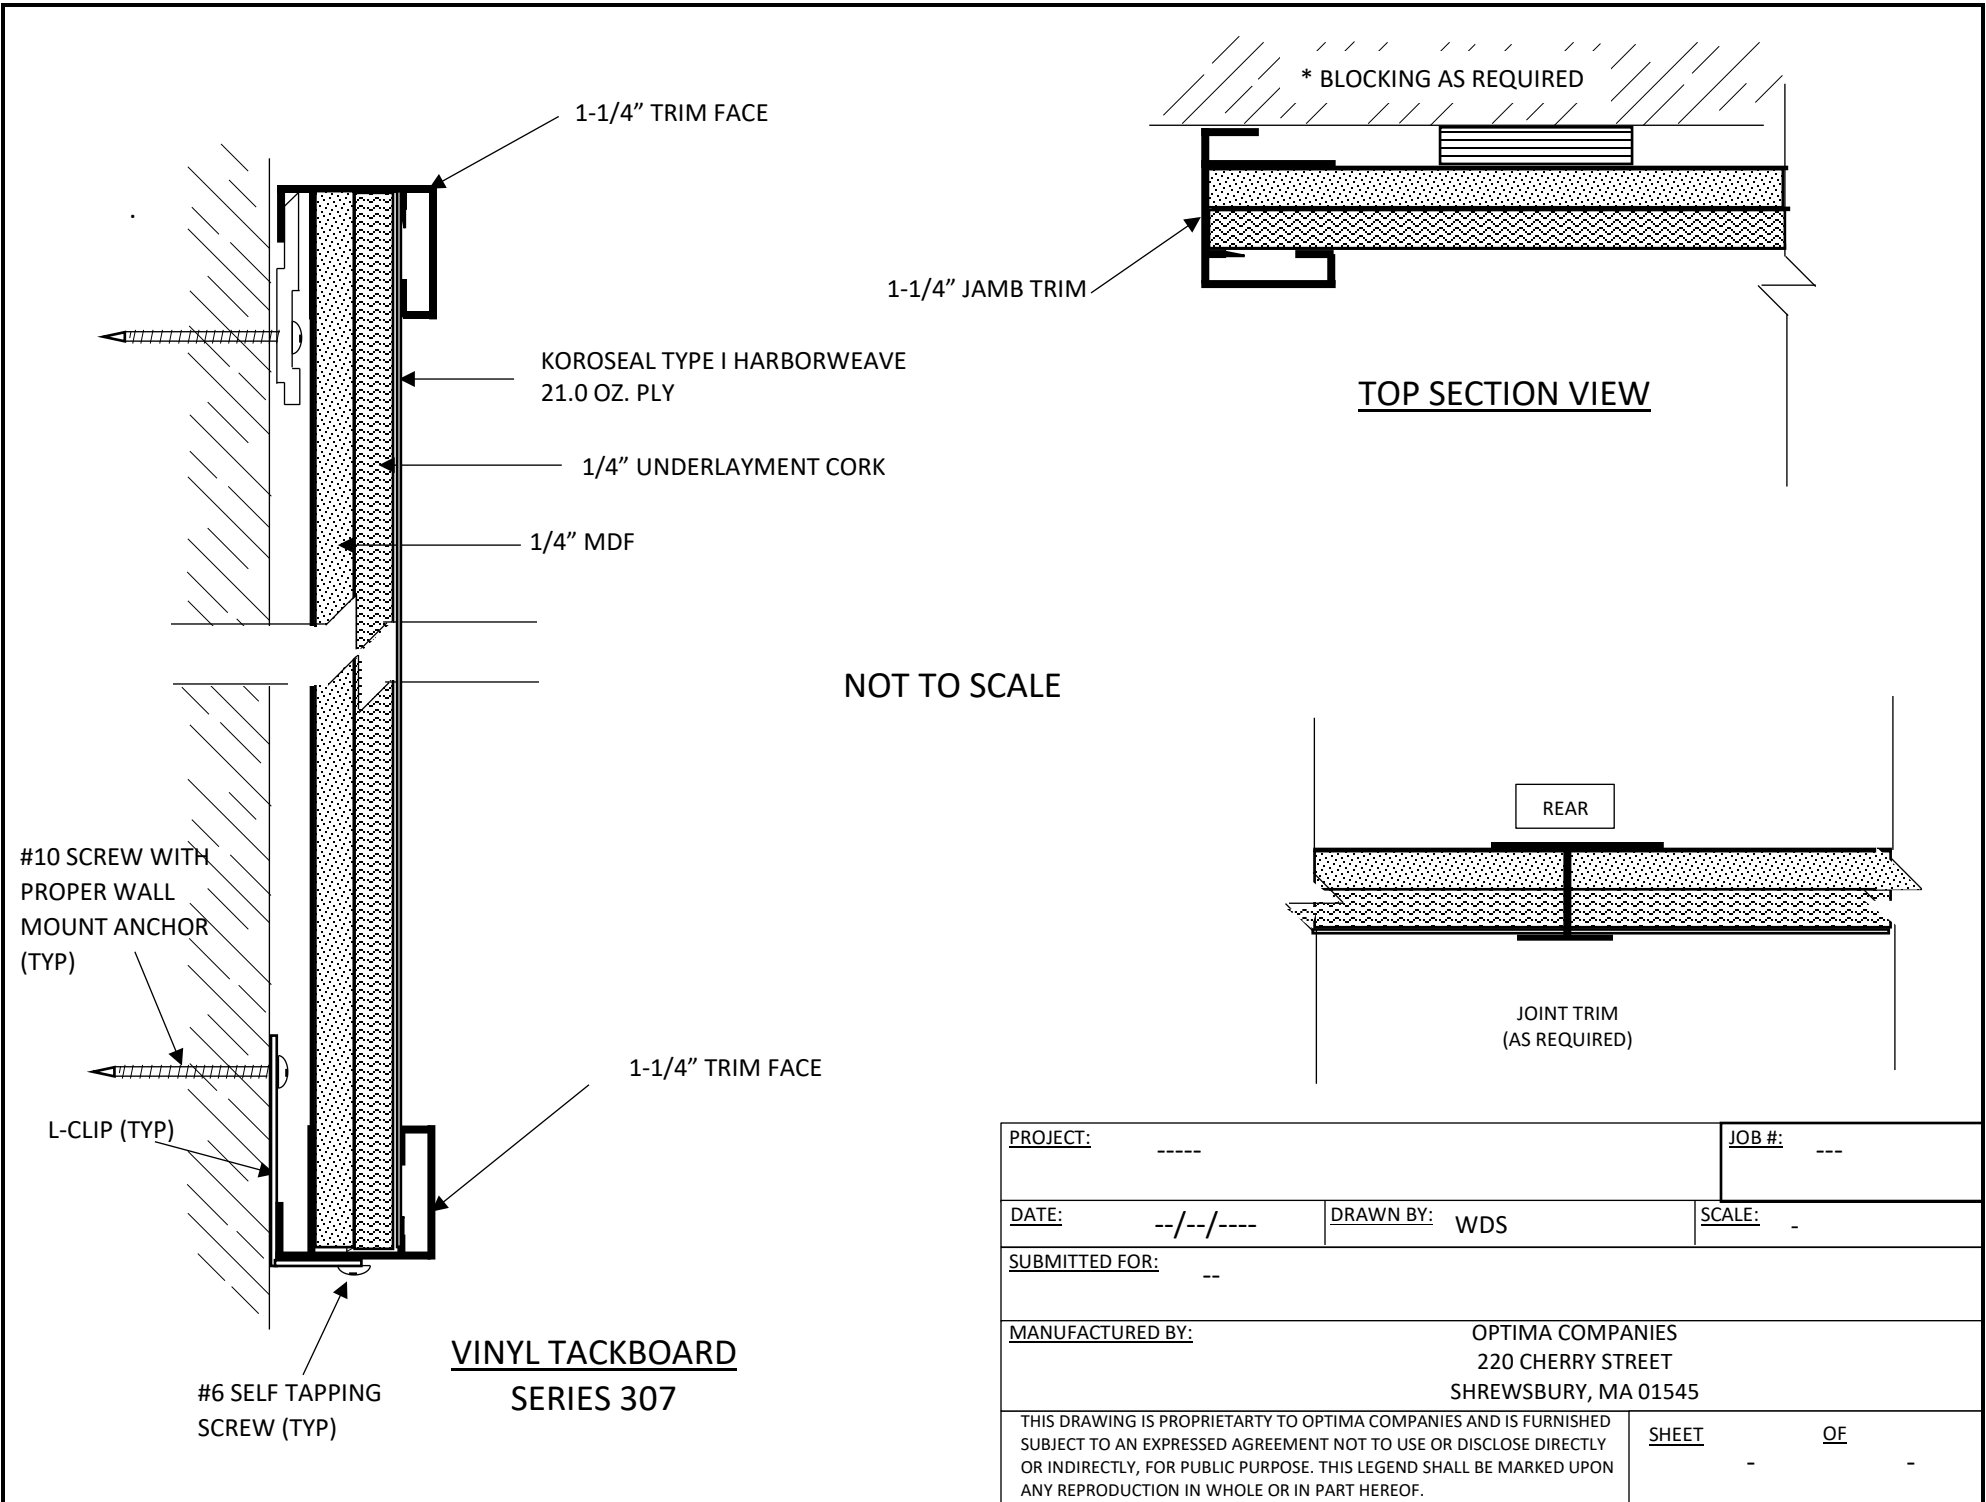 * BLOCKING AS REQUIRED
1-1/4” TRIM FACE
1-1/4” JAMB TRIM
KOROSEAL TYPE I HARBORWEAVE
21.0 OZ. PLY
TOP SECTION VIEW
1/4” UNDERLAYMENT CORK
1/4” MDF
NOT TO SCALE
REAR
#10 SCREW WITH
PROPER WALL
MOUNT ANCHOR
(TYP)
JOINT TRIM
(AS REQUIRED)
1-1/4” TRIM FACE
L-CLIP (TYP)
#6 SELF TAPPING
SCREW (TYP)
VINYL TACKBOARD
SERIES 307
PROJECT: -----
JOB #: ---
DATE: --/--/----
DRAWN BY: WDS
SCALE: -
SUBMITTED FOR: --
MANUFACTURED BY:
OPTIMA COMPANIES
220 CHERRY STREET
SHREWSBURY, MA 01545
THIS DRAWING IS PROPRIETARTY TO OPTIMA COMPANIES AND IS FURNISHED
SUBJECT TO AN EXPRESSED AGREEMENT NOT TO USE OR DISCLOSE DIRECTLY
OR INDIRECTLY, FOR PUBLIC PURPOSE. THIS LEGEND SHALL BE MARKED UPON
ANY REPRODUCTION IN WHOLE OR IN PART HEREOF.
SHEET OF
- -